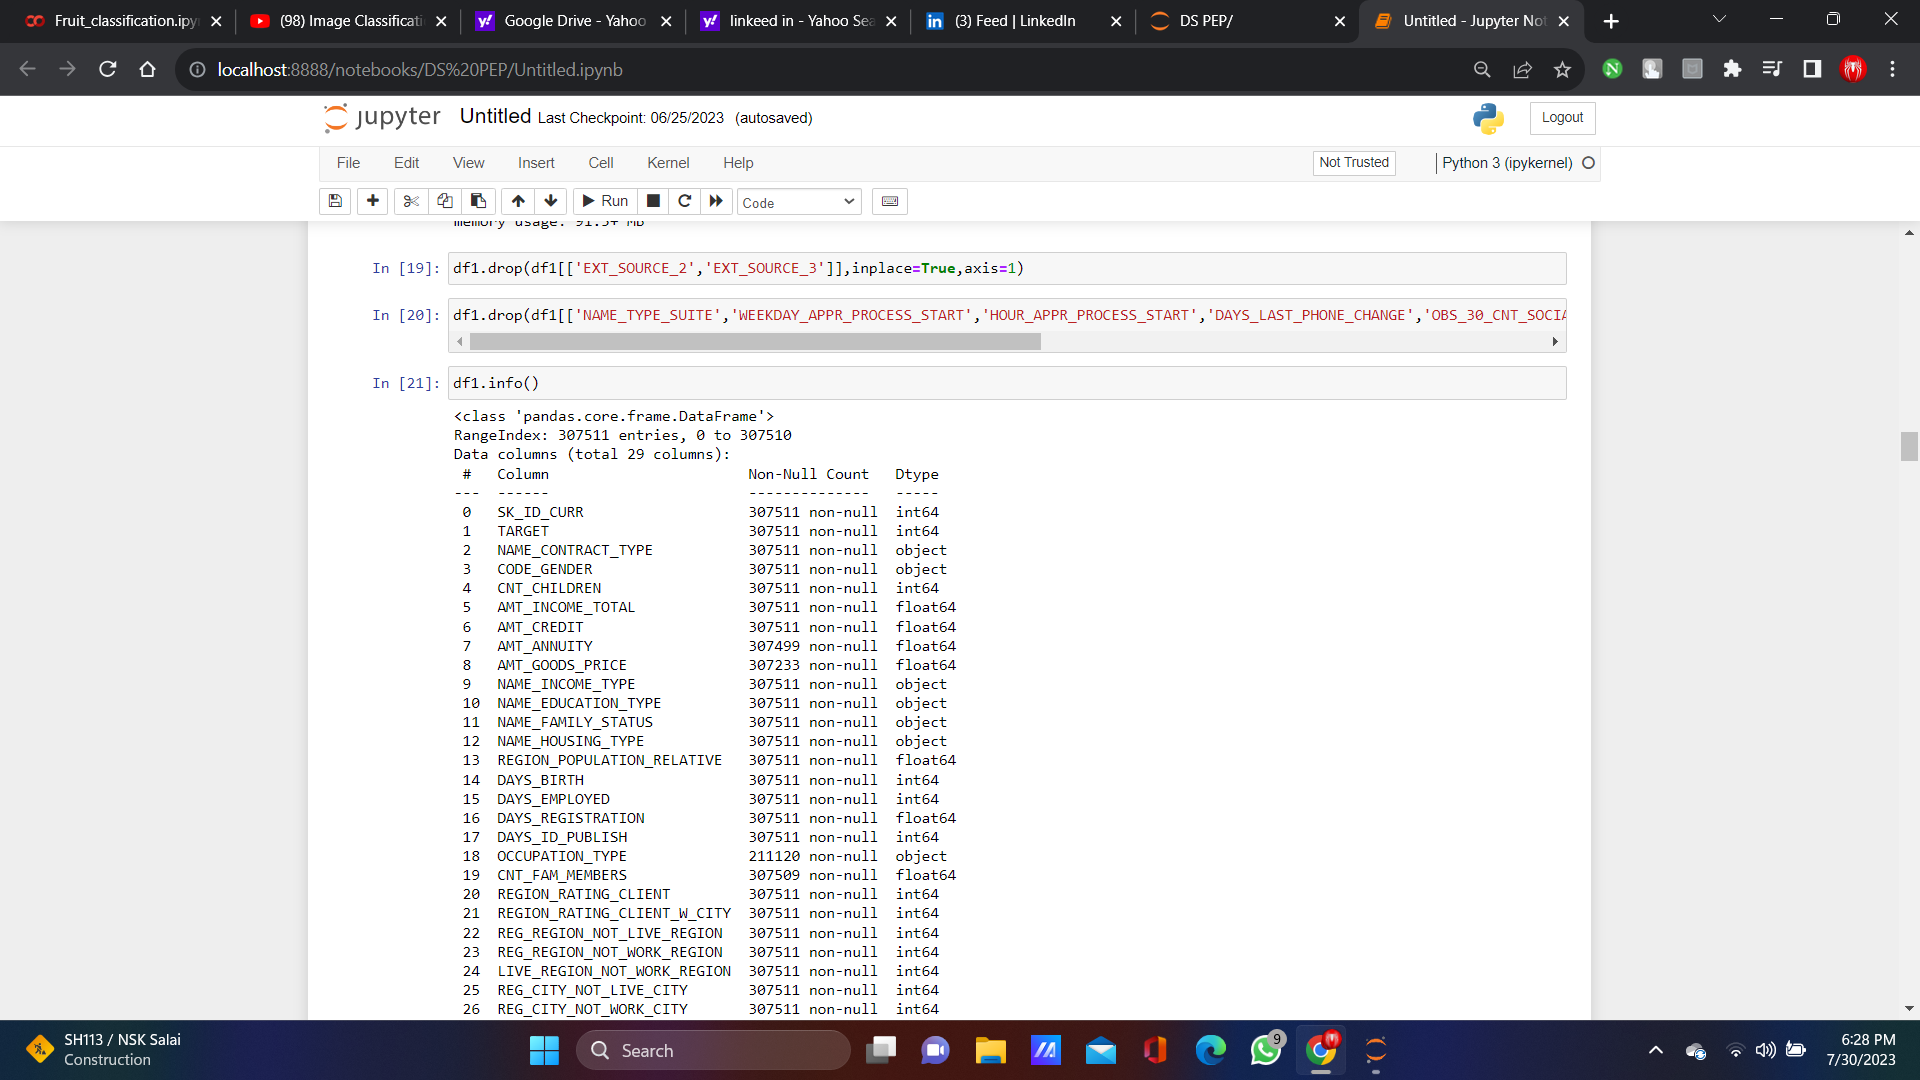 Fruit_classification.ipy
(98) Image Classificati
Google Drive - Yahoo
linkeed in - Yahoo Sea
(3) Feed | LinkedIn
DS PEP/
Untitled - Jupyter Not
localhost:8888/notebooks/DS%20PEP/Untitled.ipynb
jupyter Untitled Last Checkpoint: 06/25/2023 (autosaved)
Logout
File Edit View Insert Cell Kernel Help
Not Trusted
Python 3 (ipykernel)
Run
Code
memory usage: 91.5+ MB
In [19]: df1.drop(df1[['EXT_SOURCE_2','EXT_SOURCE_3']],inplace=True,axis=1)
In [20]: df1.drop(df1[['NAME_TYPE_SUITE','WEEKDAY_APPR_PROCESS_START','HOUR_APPR_PROCESS_START','DAYS_LAST_PHONE_CHANGE','OBS_30_CNT_SOCIA
In [21]: df1.info()
<class 'pandas.core.frame.DataFrame'>
RangeIndex: 307511 entries, 0 to 307510
Data columns (total 29 columns):
# Column Non-Null Count Dtype
--- ------ -------------- -----
0 SK_ID_CURR 307511 non-null int64
1 TARGET 307511 non-null int64
2 NAME_CONTRACT_TYPE 307511 non-null object
3 CODE_GENDER 307511 non-null object
4 CNT_CHILDREN 307511 non-null int64
5 AMT_INCOME_TOTAL 307511 non-null float64
6 AMT_CREDIT 307511 non-null float64
7 AMT_ANNUITY 307499 non-null float64
8 AMT_GOODS_PRICE 307233 non-null float64
9 NAME_INCOME_TYPE 307511 non-null object
10 NAME_EDUCATION_TYPE 307511 non-null object
11 NAME_FAMILY_STATUS 307511 non-null object
12 NAME_HOUSING_TYPE 307511 non-null object
13 REGION_POPULATION_RELATIVE 307511 non-null float64
14 DAYS_BIRTH 307511 non-null int64
15 DAYS_EMPLOYED 307511 non-null int64
16 DAYS_REGISTRATION 307511 non-null float64
17 DAYS_ID_PUBLISH 307511 non-null int64
18 OCCUPATION_TYPE 211120 non-null object
19 CNT_FAM_MEMBERS 307509 non-null float64
20 REGION_RATING_CLIENT 307511 non-null int64
21 REGION_RATING_CLIENT_W_CITY 307511 non-null int64
22 REG_REGION_NOT_LIVE_REGION 307511 non-null int64
23 REG_REGION_NOT_WORK_REGION 307511 non-null int64
24 LIVE_REGION_NOT_WORK_REGION 307511 non-null int64
25 REG_CITY_NOT_LIVE_CITY 307511 non-null int64
26 REG_CITY_NOT_WORK_CITY 307511 non-null int64
SH113 / NSK Salai
Construction
Search
9
6:28 PM
7/30/2023